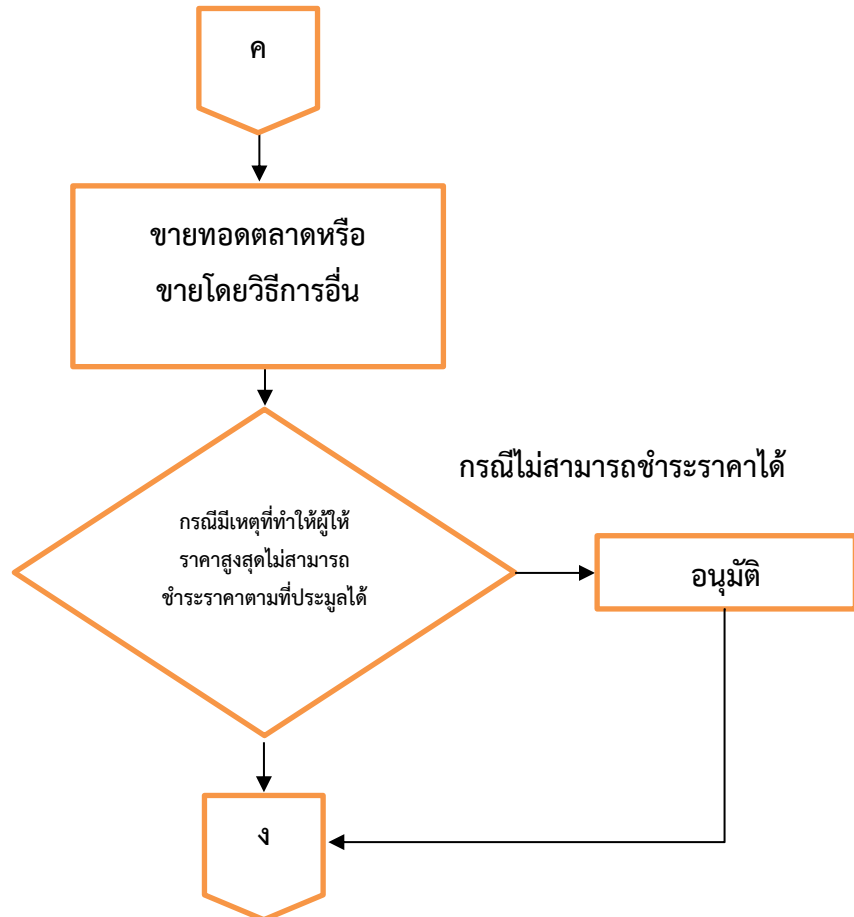 ค
ขายทอดตลาดหรือ
ขายโดยวิธีการอื่น
กรณีไม่สามารถชำระราคาได้
กรณีมีเหตุที่ทำให้ผู้ให้
ราคาสูงสุดไม่สามารถ
ชำระราคาตามที่ประมูลได้
อนุมัติ
ง